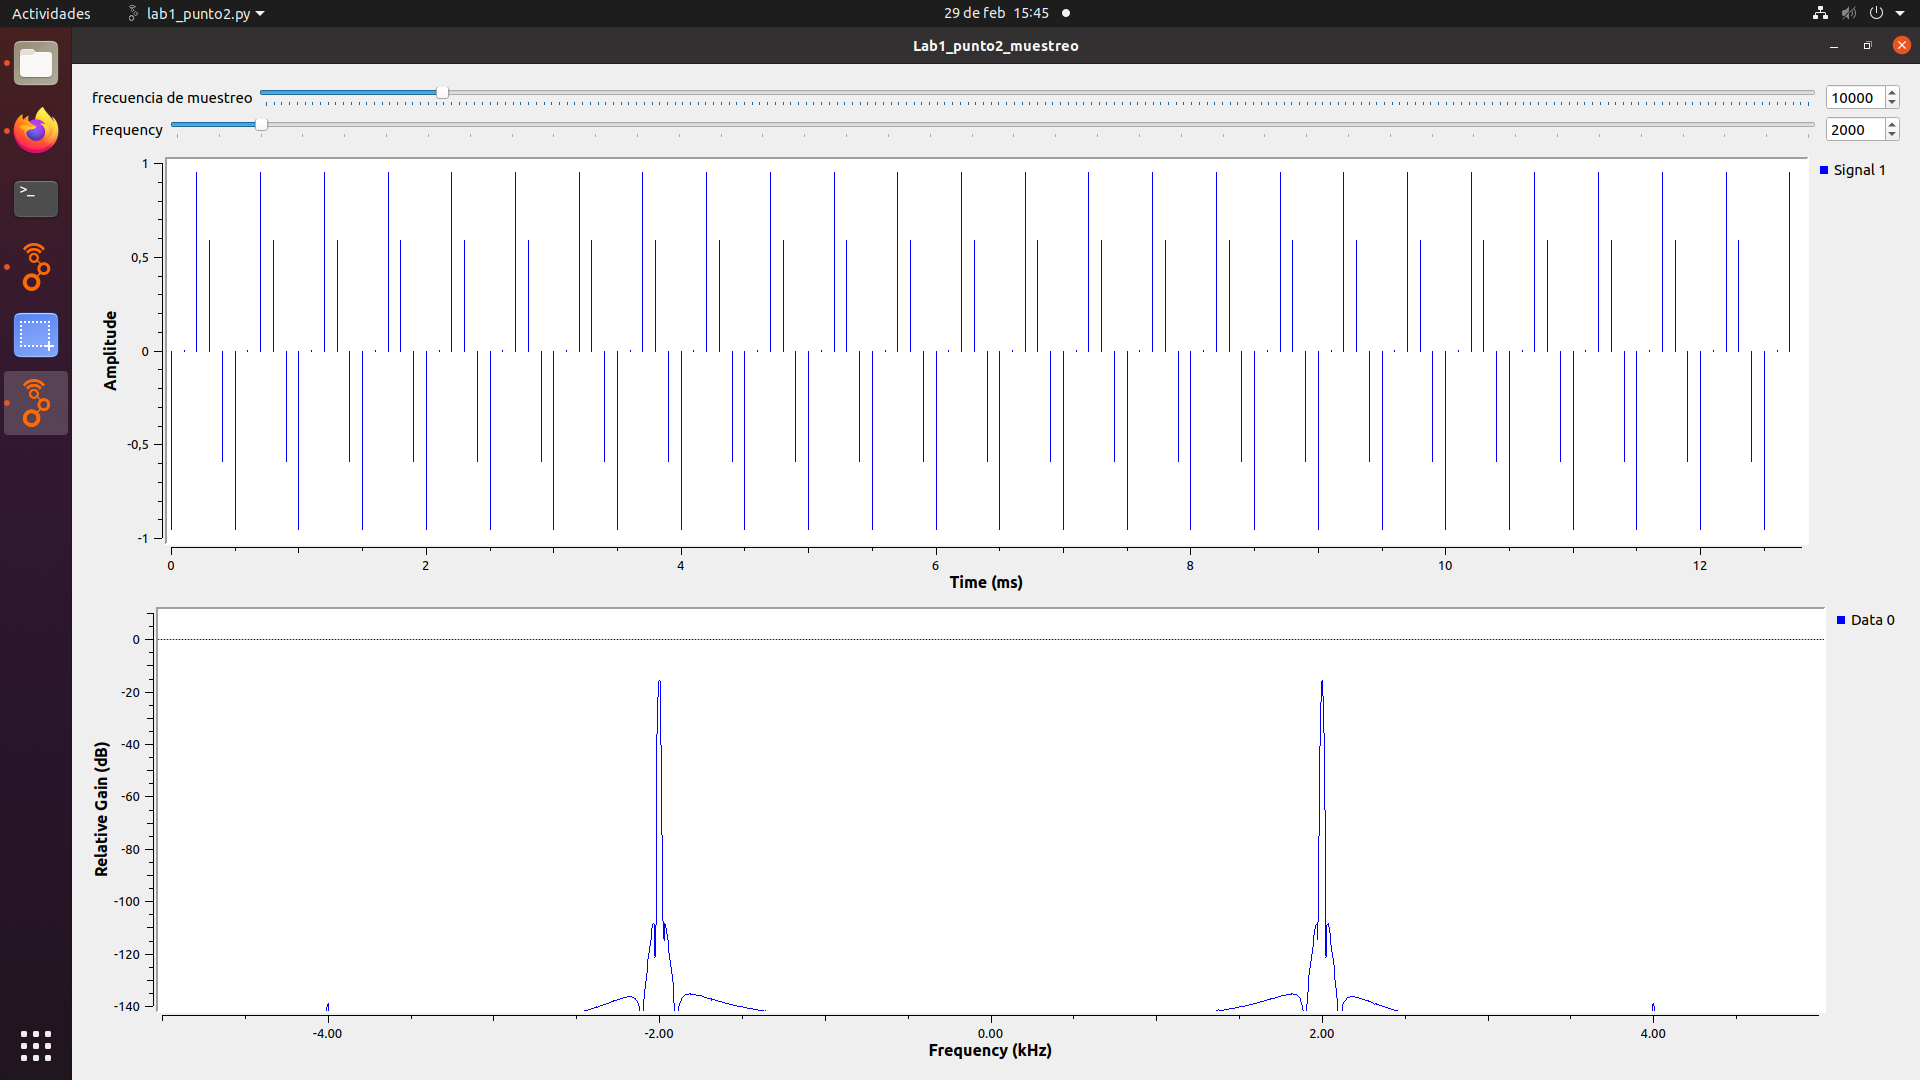 Actividades lab1_punto2.py 29 de feb 15:45
Lab1_punto2_muestreo
frecuencia de muestreo 10000
Frequency 2000
Signal 1
1
0,5
0
-0,5
-1
Amplitude
0 2 4 6 8 10 12
Time (ms)
Data 0
0
-20
-40
-60
-80
-100
-120
-140
Relative Gain (dB)
-4.00 -2.00 0.00 2.00 4.00
Frequency (kHz)